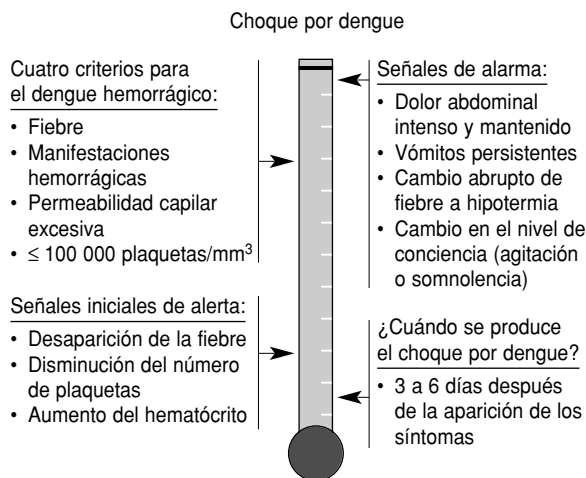 Choque por dengue
Cuatro criterios para
el dengue hemorrágico:
• Fiebre
• Manifestaciones
hemorrágicas
• Permeabilidad capilar
excesiva
• ≤ 100 000 plaquetas/mm³
Señales iniciales de alerta:
• Desaparición de la fiebre
• Disminución del número
de plaquetas
• Aumento del hematócrito
Señales de alarma:
• Dolor abdominal
intenso y mantenido
• Vómitos persistentes
• Cambio abrupto de
fiebre a hipotermia
• Cambio en el nivel de
conciencia (agitación
o somnolencia)
¿Cuándo se produce
el choque por dengue?
• 3 a 6 días después
de la aparición de los
síntomas